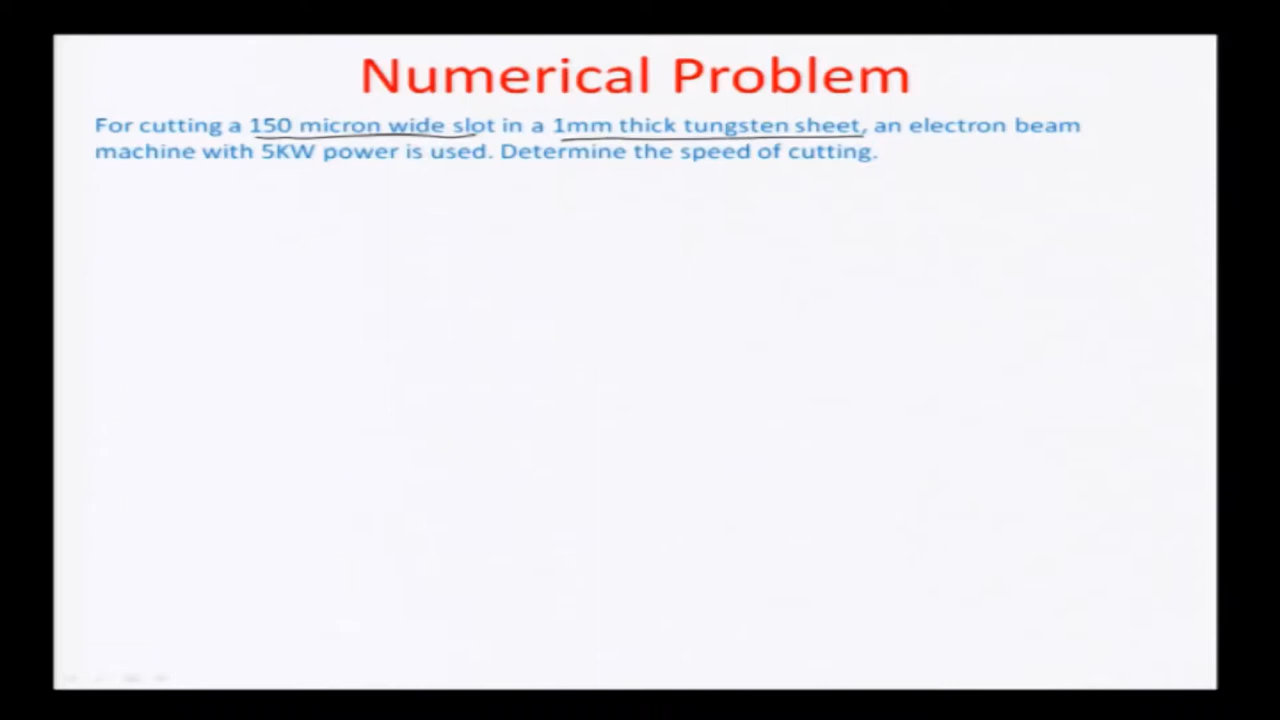 Numerical Problem
For cutting a 150 micron wide slot in a 1mm thick tungsten sheet, an electron beam
machine with 5KW power is used. Determine the speed of cutting.